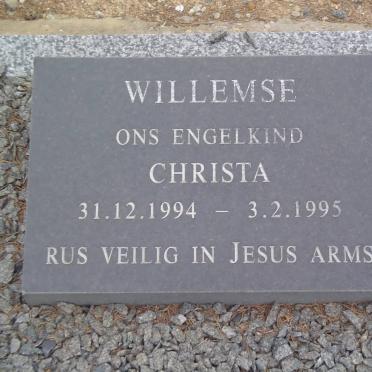 WILLEMSE
ONS ENGELKIND
CHRISTA
31.12.1994 – 3.2.1995
RUS VEILIG IN JESUS ARMS